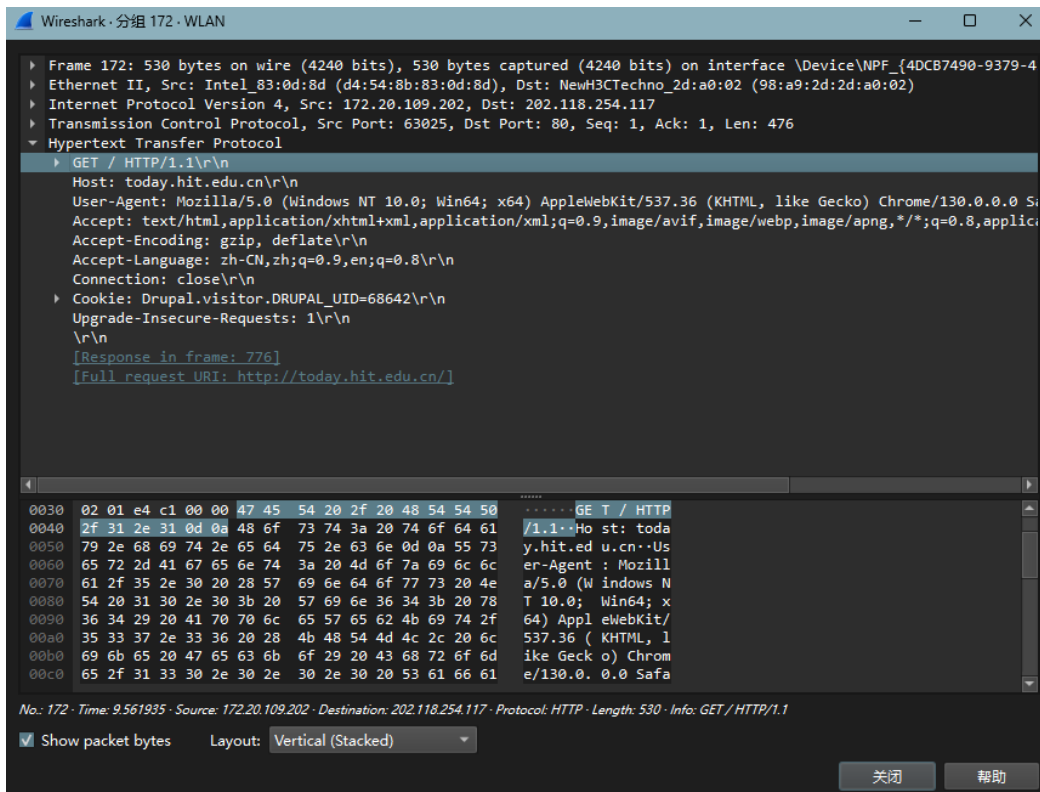 Wireshark · 分组 172 · WLAN
Frame 172: 530 bytes on wire (4240 bits), 530 bytes captured (4240 bits) on interface \Device\NPF_{4DCB7490-9379-4
Ethernet II, Src: Intel_83:0d:8d (d4:54:8b:83:0d:8d), Dst: NewH3CTechno_2d:a0:02 (98:a9:2d:2d:a0:02)
Internet Protocol Version 4, Src: 172.20.109.202, Dst: 202.118.254.117
Transmission Control Protocol, Src Port: 63025, Dst Port: 80, Seq: 1, Ack: 1, Len: 476
Hypertext Transfer Protocol
GET / HTTP/1.1\r\n
Host: today.hit.edu.cn\r\n
User-Agent: Mozilla/5.0 (Windows NT 10.0; Win64; x64) AppleWebKit/537.36 (KHTML, like Gecko) Chrome/130.0.0.0 Sa
Accept: text/html,application/xhtml+xml,application/xml;q=0.9,image/avif,image/webp,image/apng,*/*;q=0.8,applica
Accept-Encoding: gzip, deflate\r\n
Accept-Language: zh-CN,zh;q=0.9,en;q=0.8\r\n
Connection: close\r\n
Cookie: Drupal.visitor.DRUPAL_UID=68642\r\n
Upgrade-Insecure-Requests: 1\r\n
\r\n
[Response in frame: 776]
[Full request URI: http://today.hit.edu.cn/]
0030 02 01 e4 c1 00 00 47 45 54 20 2f 20 48 54 54 50 ······GE T / HTTP
0040 2f 31 2e 31 0d 0a 48 6f 73 74 3a 20 74 6f 64 61 /1.1··Ho st: toda
0050 79 2e 68 69 74 2e 65 64 75 2e 63 6e 0d 0a 55 73 y.hit.ed u.cn··Us
0060 65 72 2d 41 67 65 6e 74 3a 20 4d 6f 7a 69 6c 6c er-Agent : Mozill
0070 61 2f 35 2e 30 20 28 57 69 6e 64 6f 77 73 20 4e a/5.0 (W indows N
0080 54 20 31 30 2e 30 3b 20 57 69 6e 36 34 3b 20 78 T 10.0; Win64; x
0090 36 34 29 20 41 70 70 6c 65 57 65 62 4b 69 74 2f 64) Appl eWebKit/
00a0 35 33 37 2e 33 36 20 28 4b 48 54 4d 4c 2c 20 6c 537.36 ( KHTML, l
00b0 69 6b 65 20 47 65 63 6b 6f 29 20 43 68 72 6f 6d ike Geck o) Chrom
00c0 65 2f 31 33 30 2e 30 2e 30 2e 30 20 53 61 66 61 e/130.0. 0.0 Safa
No.: 172 · Time: 9.561935 · Source: 172.20.109.202 · Destination: 202.118.254.117 · Protocol: HTTP · Length: 530 · Info: GET / HTTP/1.1
Show packet bytes Layout: Vertical (Stacked)
关闭 帮助